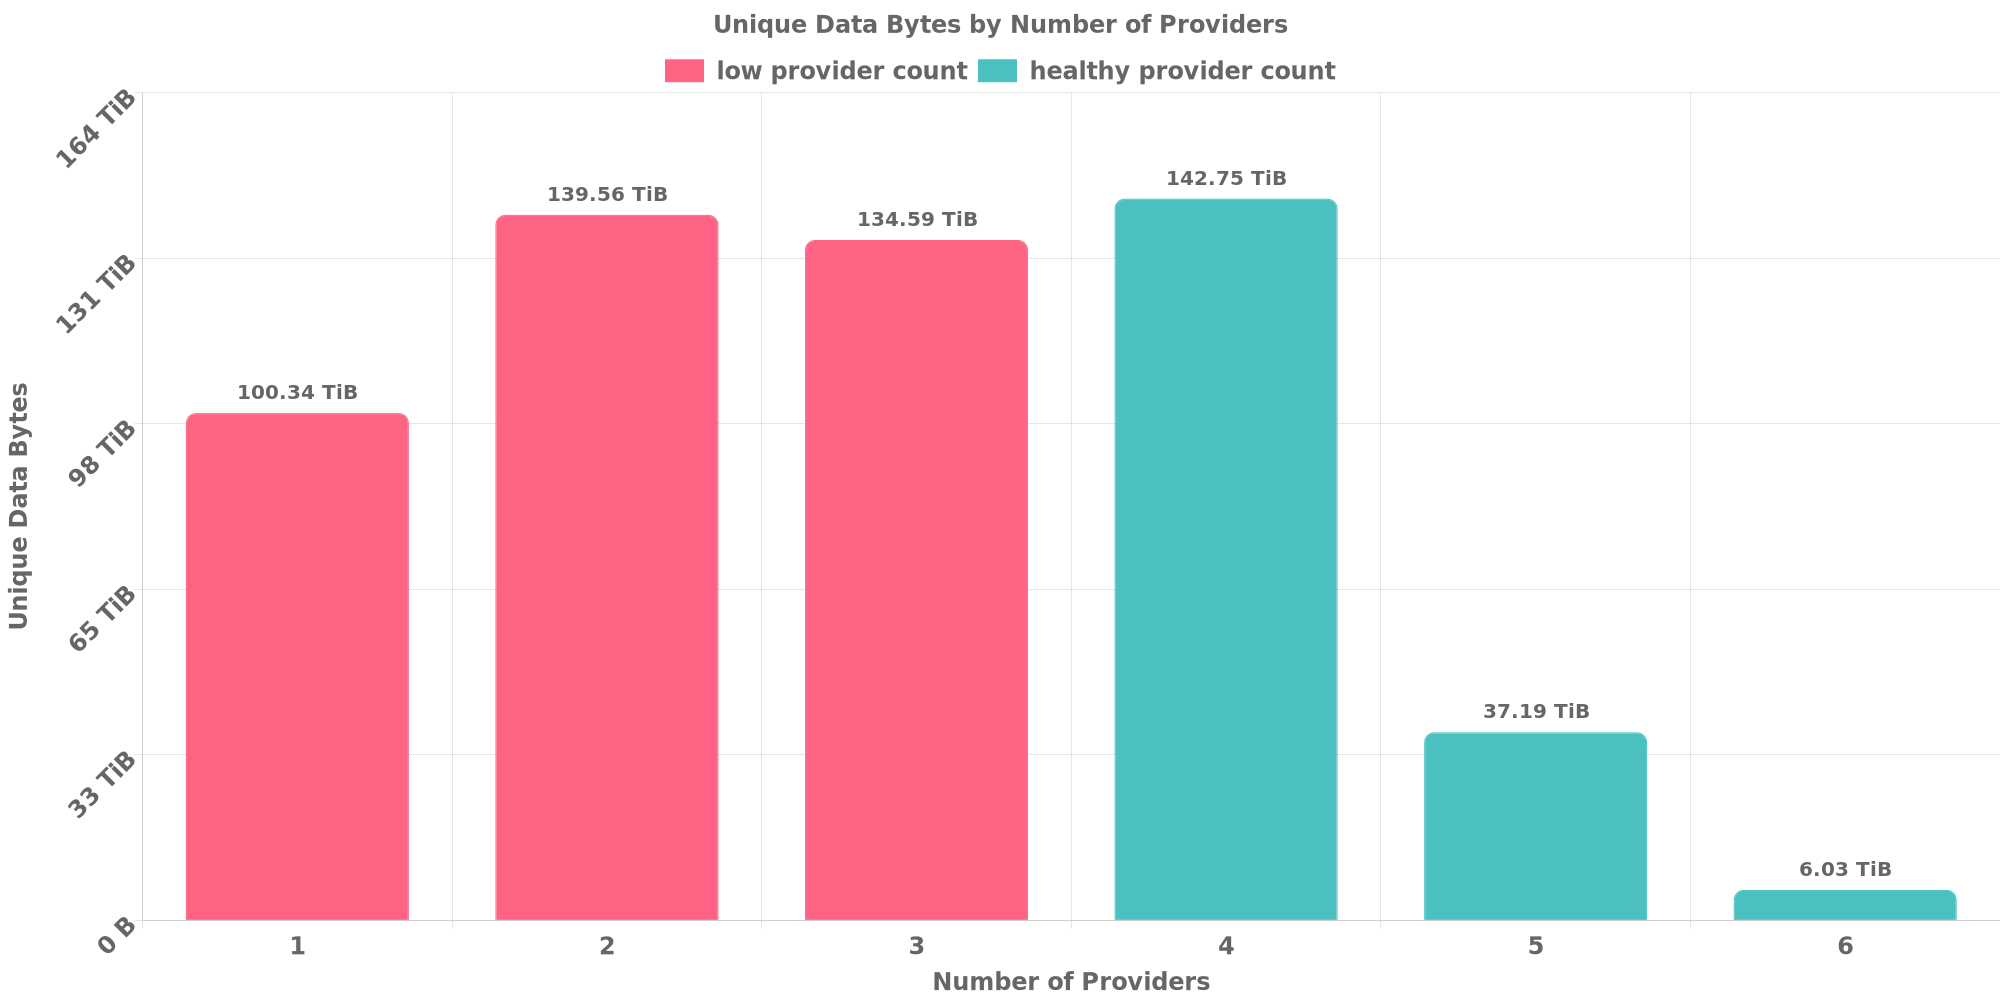 Unique Data Bytes by Number of Providers
low provider count healthy provider count
164 TiB
131 TiB
98 TiB
65 TiB
33 TiB
0 B
Unique Data Bytes
100.34 TiB
139.56 TiB
134.59 TiB
142.75 TiB
37.19 TiB
6.03 TiB
1 2 3 4 5 6
Number of Providers